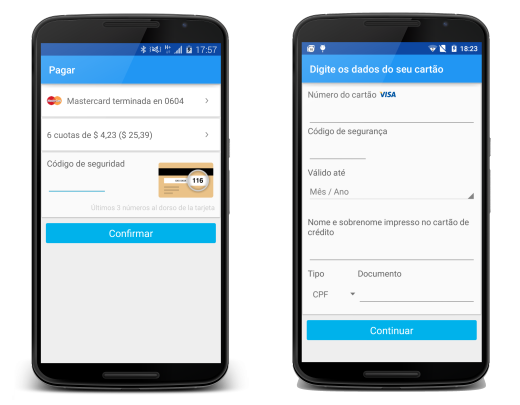 17:57
Pagar
Mastercard terminada en 0604
6 cuotas de $ 4,23 ($ 25,39)
Código de seguridad
116
Últimos 3 números al dorso de la tarjeta
Confirmar
18:23
Digite os dados do seu cartão
Número do cartão VISA
Código de segurança
Válido até
Mês / Ano
Nome e sobrenome impresso no cartão de
crédito
Tipo Documento
CPF
Continuar